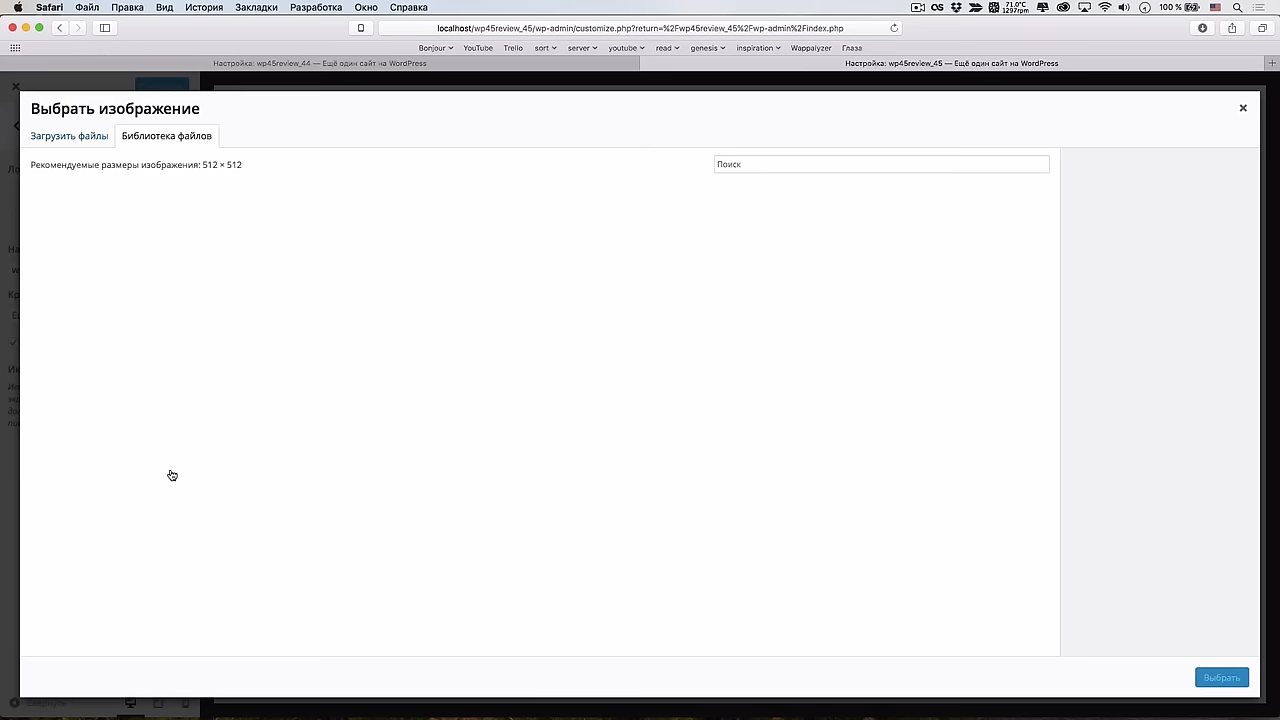 Safari Файл Правка Вид История Закладки Разработка Окно Справка
71.0°C
1297rpm
100 %
localhost/wp45review_45/wp-admin/customize.php?return=%2Fwp45review_45%2Fwp-admin%2Findex.php
Bonjour YouTube Trello sort server youtube read genesis inspiration Wappalyzer Глаза
Настройка: wp45review_44 — Ещё один сайт на WordPress
Настройка: wp45review_45 — Ещё один сайт на WordPress
Выбрать изображение
Загрузить файлы
Библиотека файлов
Рекомендуемые размеры изображения: 512 × 512
Поиск
Выбрать